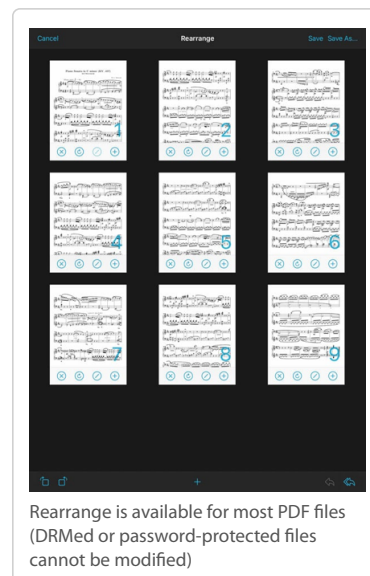 Cancel Rearrange Save Save As...
1 2 3
4 5 6
7 8 9
Rearrange is available for most PDF files
(DRMed or password-protected files
cannot be modified)